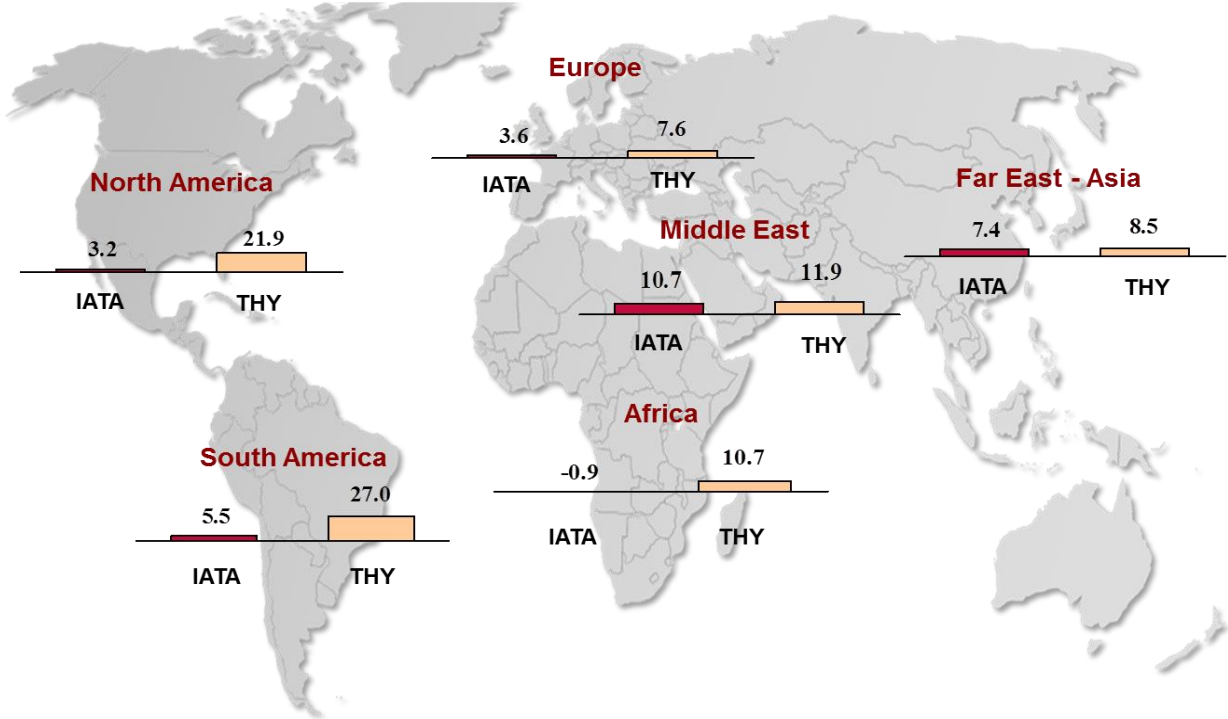 Europe
3.6
7.6
IATA
THY
North America
3.2
21.9
IATA
THY
Far East - Asia
7.4
8.5
IATA
THY
Middle East
10.7
11.9
IATA
THY
Africa
-0.9
10.7
IATA
THY
South America
5.5
27.0
IATA
THY